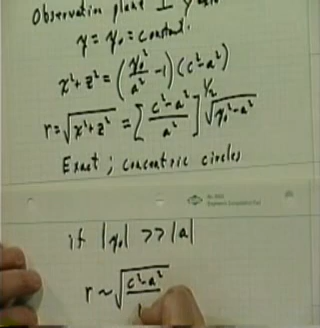 Observation plane ⊥ y axis
y = y₀ = constant.
x² + z² = (y₀²/a² - 1)(c² - a²)
r = √(x² + z²) = [(c² - a²)/a²]^(1/2) √(y₀² - a²)
Exact ; concentric circles
if |y₀| >> |a|
r ~ √(c² - a²)